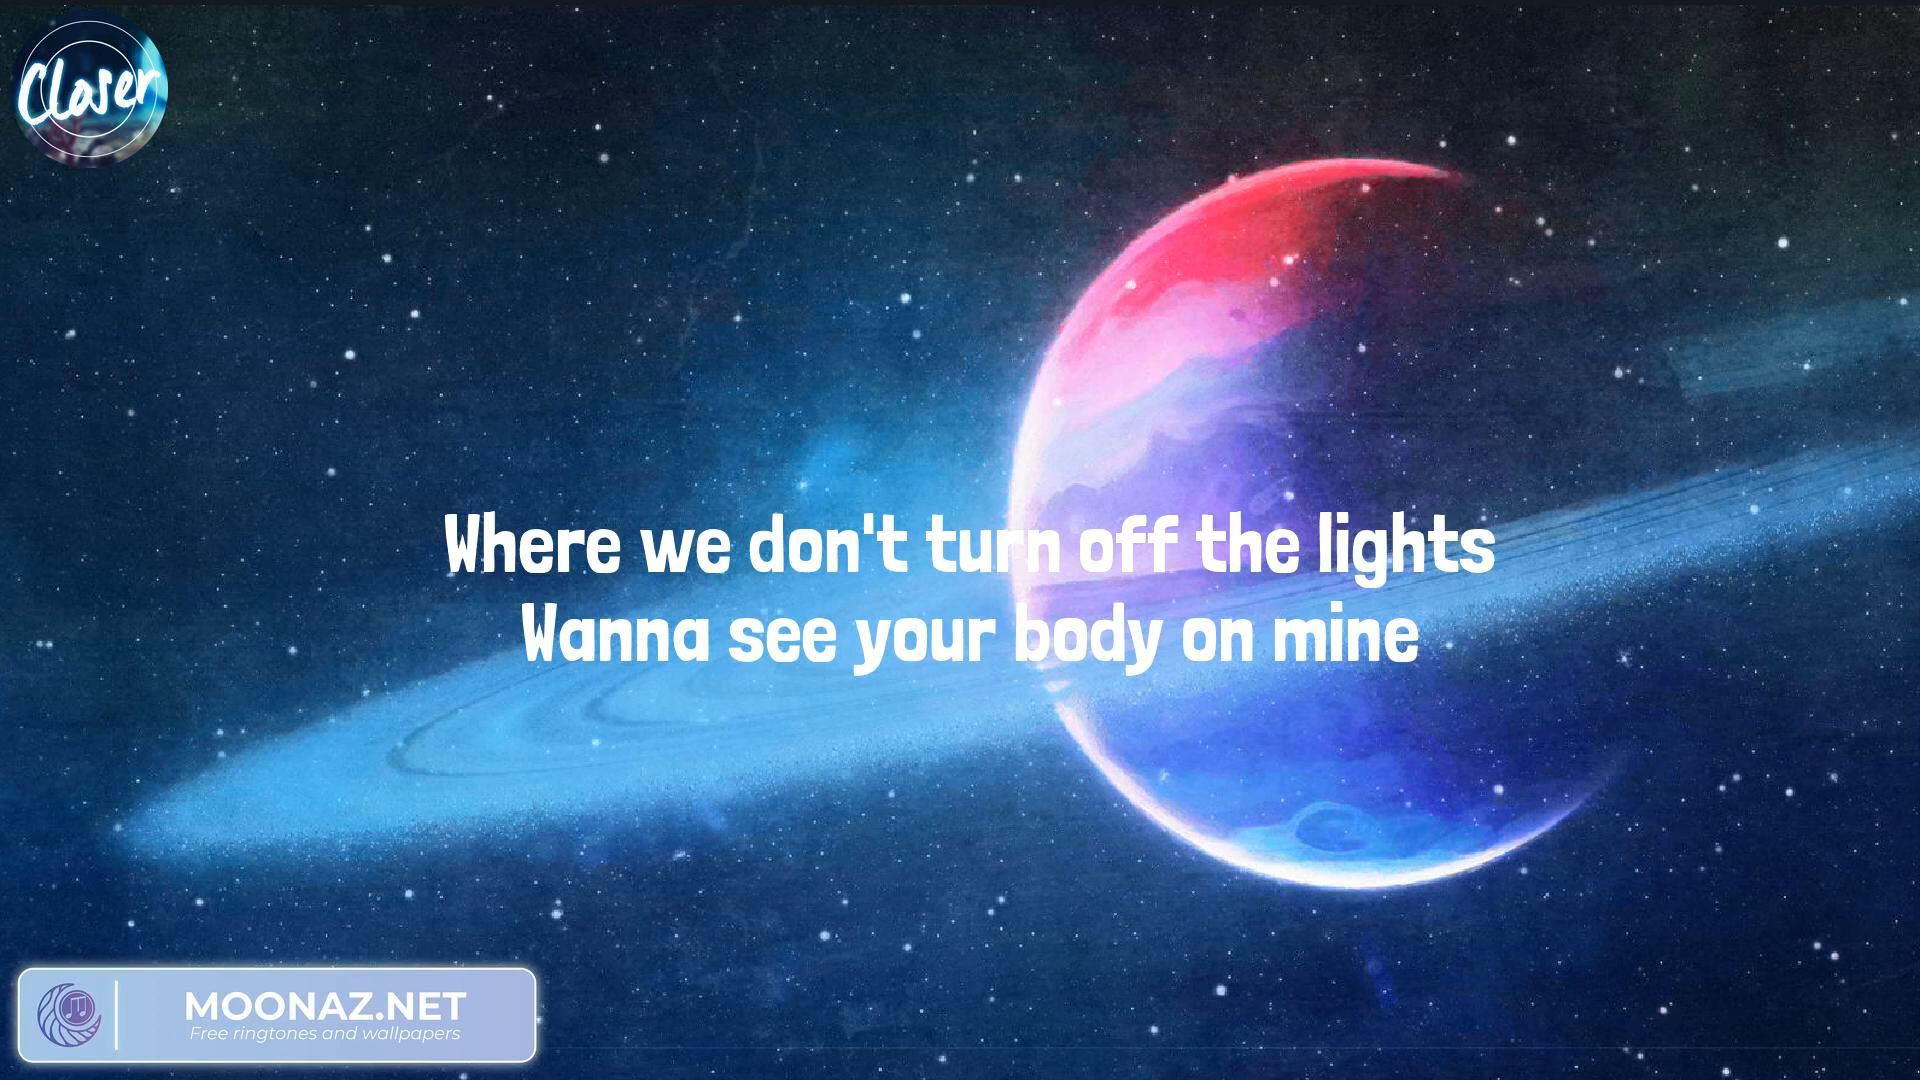 Closer
Where we don't turn off the lights
Wanna see your body on mine
MOONAZ.NET
Free ringtones and wallpapers